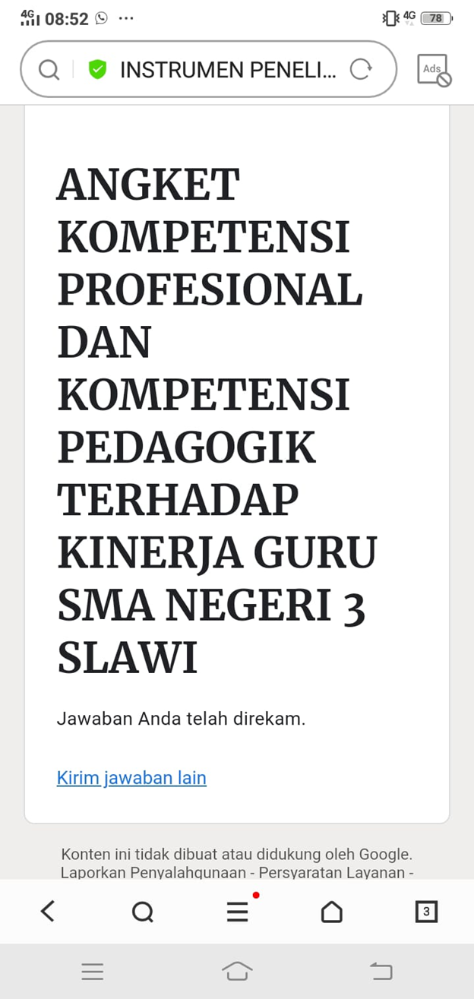 4G 08:52 ... 4G 78
INSTRUMEN PENELI... Ads
ANGKET
KOMPETENSI
PROFESIONAL
DAN
KOMPETENSI
PEDAGOGIK
TERHADAP
KINERJA GURU
SMA NEGERI 3
SLAWI
Jawaban Anda telah direkam.
Kirim jawaban lain
Konten ini tidak dibuat atau didukung oleh Google.
Laporkan Penyalahgunaan - Persyaratan Layanan -
3